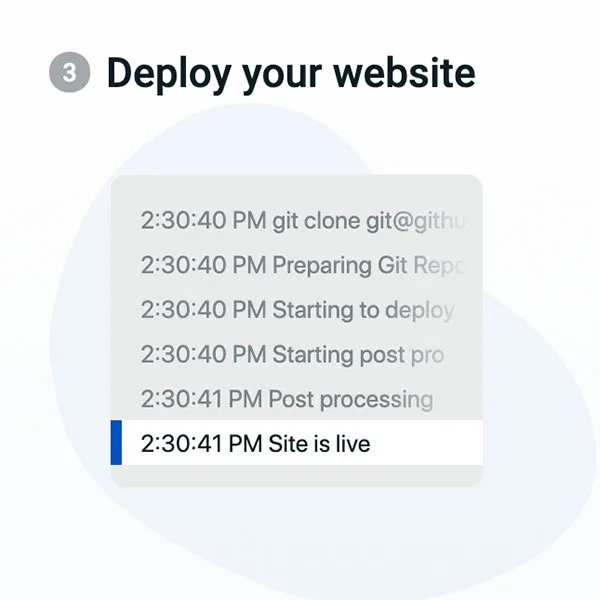 3 Deploy your website
2:30:40 PM git clone git@githu
2:30:40 PM Preparing Git Repo
2:30:40 PM Starting to deploy
2:30:40 PM Starting post pro
2:30:41 PM Post processing
2:30:41 PM Site is live